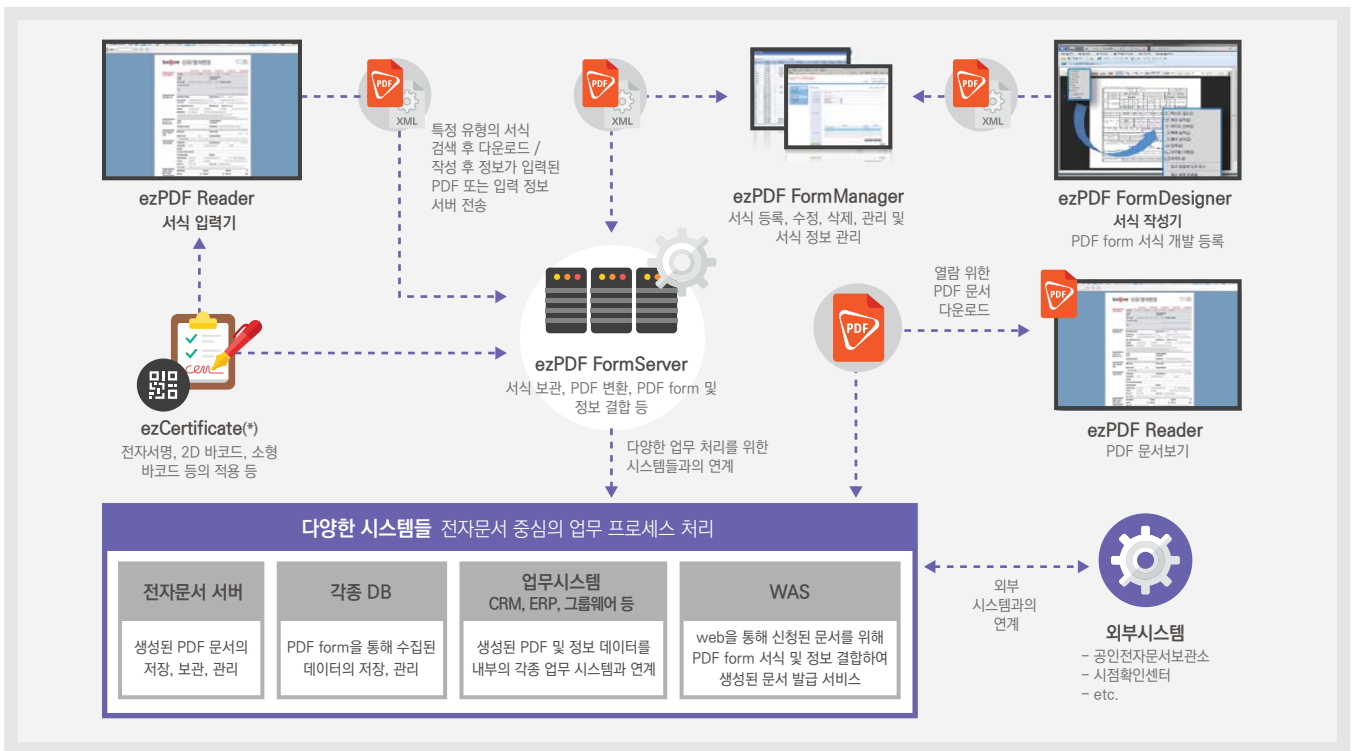 PDF
XML
PDF
XML
PDF
XML
특정 유형의 서식
검색 후 다운로드 /
작성 후 정보가 입력된
PDF 또는 입력 정보
서버 전송
ezPDF Reader
서식 입력기
ezPDF FormManager
서식 등록, 수정, 삭제, 관리 및
서식 정보 관리
ezPDF FormDesigner
서식 작성기
PDF form 서식 개발 등록
열람 위한
PDF 문서
다운로드
PDF
PDF
ezPDF FormServer
서식 보관, PDF 변환, PDF form 및
정보 결합 등
ezCertificate(*)
전자서명, 2D 바코드, 소형
바코드 등의 적용 등
ezPDF Reader
PDF 문서보기
다양한 업무 처리를 위한
시스템들과의 연계
다양한 시스템들 전자문서 중심의 업무 프로세스 처리
전자문서 서버
생성된 PDF 문서의
저장, 보관, 관리
각종 DB
PDF form을 통해 수집된
데이터의 저장, 관리
업무시스템
CRM, ERP, 그룹웨어 등
생성된 PDF 및 정보 데이터를
내부의 각종 업무 시스템과 연계
WAS
web을 통해 신청된 문서를 위해
PDF form 서식 및 정보 결합하여
생성된 문서 발급 서비스
외부
시스템과의
연계
외부시스템
- 공인전자문서보관소
- 시점확인센터
- etc.